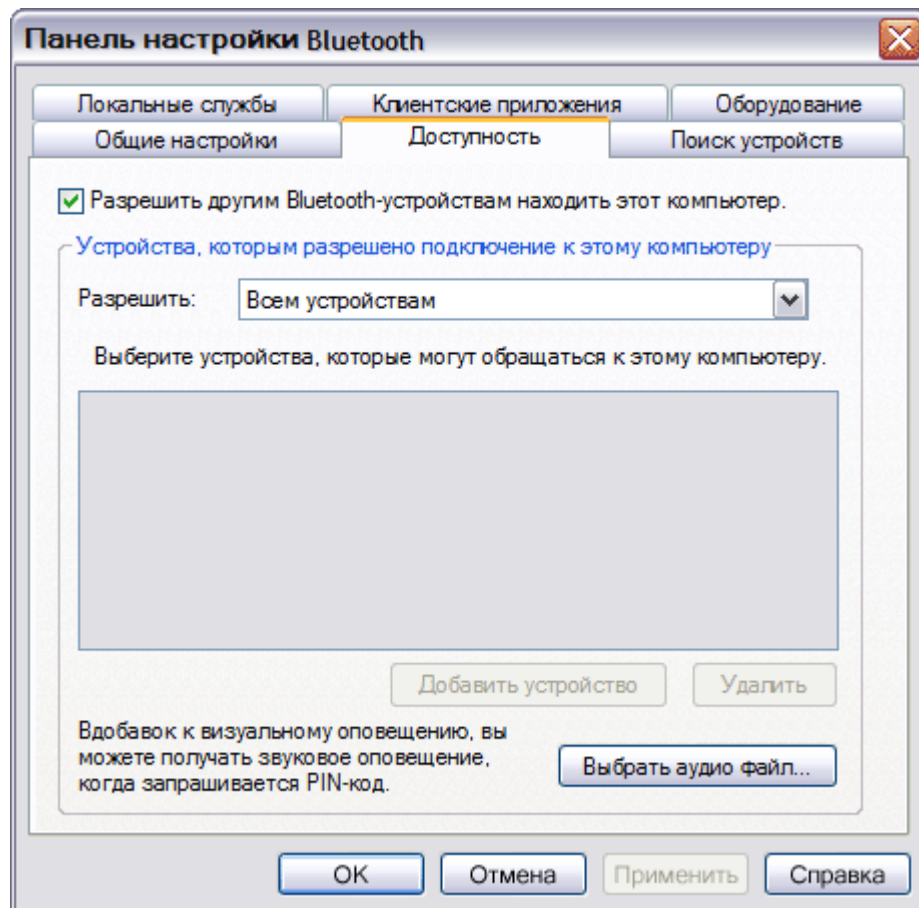 Панель настройки Bluetooth
Локальные службы Клиентские приложения Оборудование
Общие настройки Доступность Поиск устройств
Разрешить другим Bluetooth-устройствам находить этот компьютер.
Устройства, которым разрешено подключение к этому компьютеру
Разрешить: Всем устройствам
Выберите устройства, которые могут обращаться к этому компьютеру.
Добавить устройство Удалить
Вдобавок к визуальному оповещению, вы
можете получать звуковое оповещение,
когда запрашивается PIN-код.
Выбрать аудио файл...
OK Отмена Применить Справка